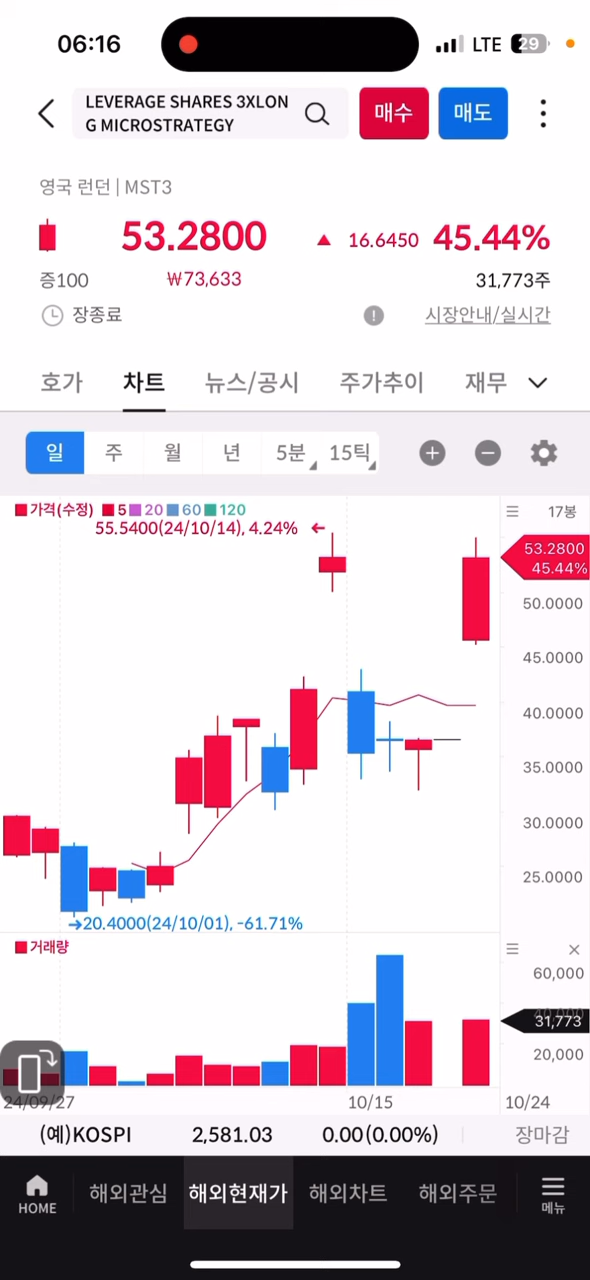 06:16
LTE 29
LEVERAGE SHARES 3XLON
G MICROSTRATEGY
매수 매도
영국 런던 | MST3
53.2800 ▲ 16.6450 45.44%
증100 ₩73,633 31,773주
장종료 시장안내/실시간
호가 차트 뉴스/공시 주가추이 재무
일 주 월 년 5분 15틱
가격(수정) 5 20 60 120 17봉
55.5400(24/10/14), 4.24% ←
53.2800
45.44%
50.0000
45.0000
40.0000
35.0000
30.0000
25.0000
→20.4000(24/10/01), -61.71%
거래량
60,000
40,000
31,773
20,000
24/09/27 10/15 10/24
(예)KOSPI 2,581.03 0.00(0.00%) 장마감
HOME 해외관심 해외현재가 해외차트 해외주문 메뉴